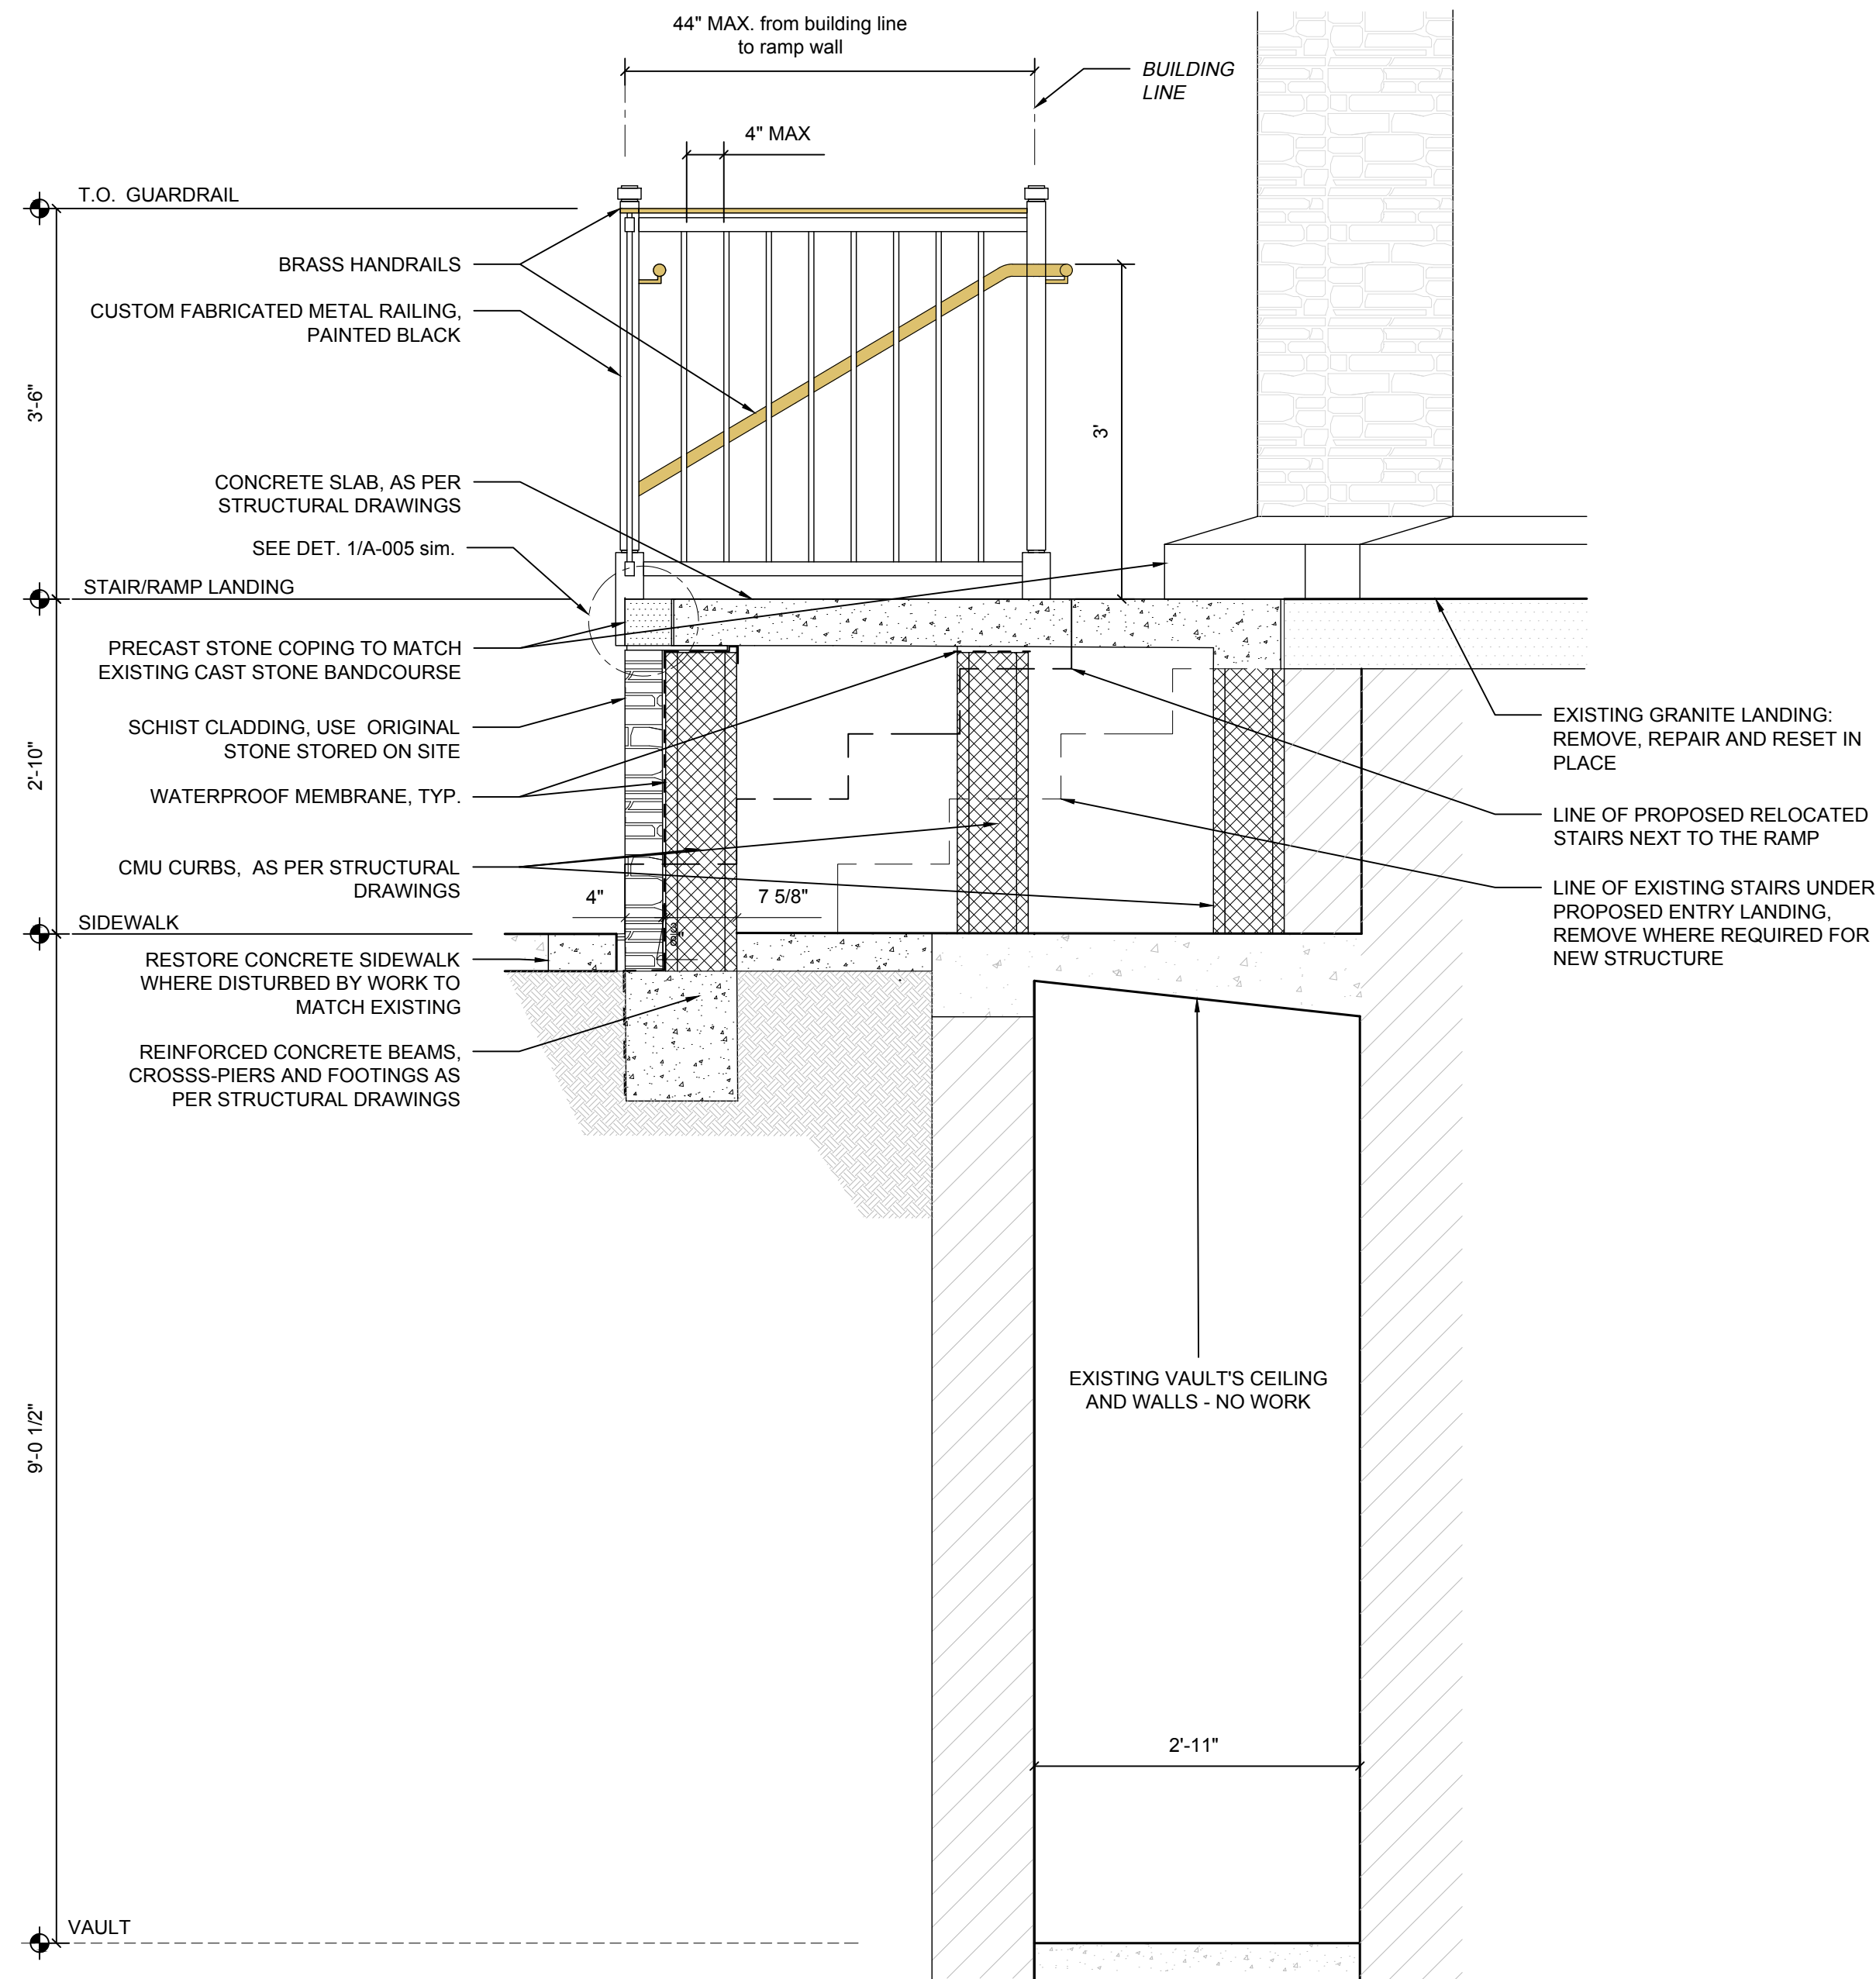 44" MAX. from building line
to ramp wall
BUILDING
LINE
4" MAX
T.O. GUARDRAIL
BRASS HANDRAILS
CUSTOM FABRICATED METAL RAILING,
PAINTED BLACK
3'-6"
3'
CONCRETE SLAB, AS PER
STRUCTURAL DRAWINGS
SEE DET. 1/A-005 sim.
STAIR/RAMP LANDING
PRECAST STONE COPING TO MATCH
EXISTING CAST STONE BANDCOURSE
SCHIST CLADDING, USE ORIGINAL
STONE STORED ON SITE
2'-10"
WATERPROOF MEMBRANE, TYP.
CMU CURBS, AS PER STRUCTURAL
DRAWINGS
4"
7 5/8"
EXISTING GRANITE LANDING:
REMOVE, REPAIR AND RESET IN
PLACE
LINE OF PROPOSED RELOCATED
STAIRS NEXT TO THE RAMP
LINE OF EXISTING STAIRS UNDER
PROPOSED ENTRY LANDING,
REMOVE WHERE REQUIRED FOR
NEW STRUCTURE
SIDEWALK
RESTORE CONCRETE SIDEWALK
WHERE DISTURBED BY WORK TO
MATCH EXISTING
REINFORCED CONCRETE BEAMS,
CROSSS-PIERS AND FOOTINGS AS
PER STRUCTURAL DRAWINGS
EXISTING VAULT'S CEILING
AND WALLS - NO WORK
9'-0 1/2"
2'-11"
VAULT